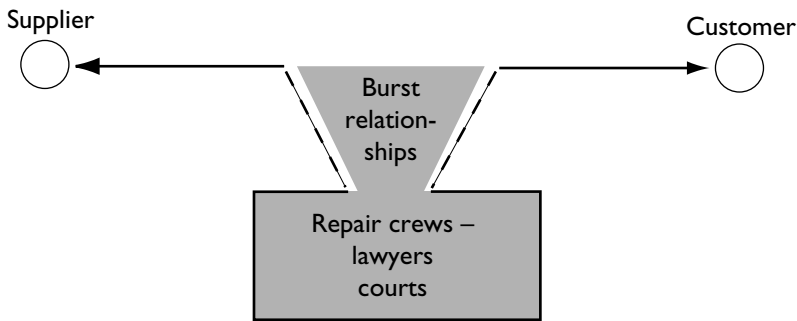 Supplier
Customer
Burst
relation-
ships
Repair crews –
lawyers
courts